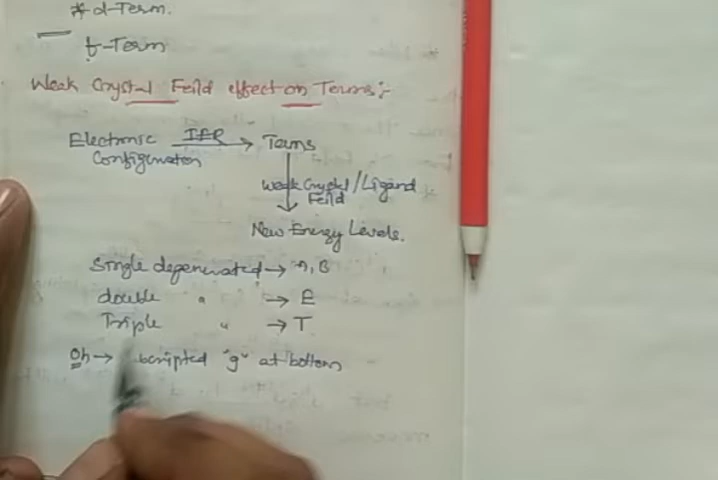 * d-Term.
f-Term
Weak Crystal Feild effect on Terms:-
Electronic Configuration IER → Terms
Weak Crystal/Ligand Feild
New Energy Levels.
Single degenerated → A, B
double " → E
Triple " → T
Oh → "g" at bottom